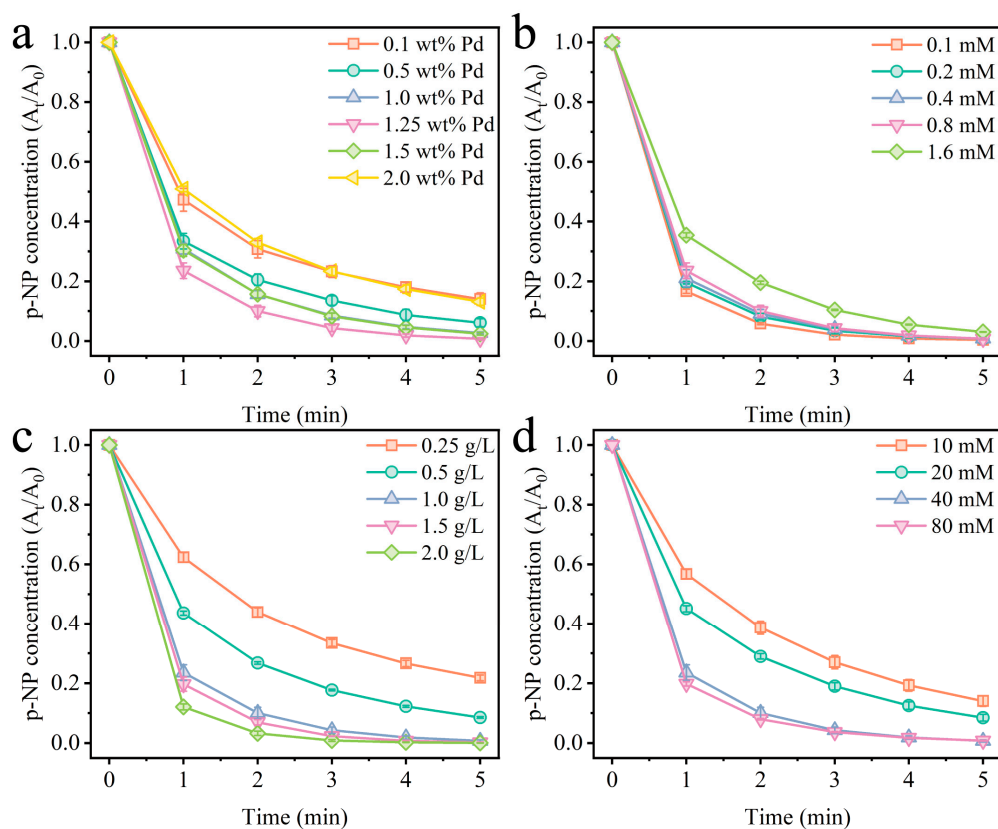 a
p-NP concentration (At/A0)
1.0
0.8
0.6
0.4
0.2
0.0
0 1 2 3 4 5
Time (min)
0.1 wt% Pd
0.5 wt% Pd
1.0 wt% Pd
1.25 wt% Pd
1.5 wt% Pd
2.0 wt% Pd
b
p-NP concentration (At/A0)
1.0
0.8
0.6
0.4
0.2
0.0
0 1 2 3 4 5
Time (min)
0.1 mM
0.2 mM
0.4 mM
0.8 mM
1.6 mM
c
p-NP concentration (At/A0)
1.0
0.8
0.6
0.4
0.2
0.0
0 1 2 3 4 5
Time (min)
0.25 g/L
0.5 g/L
1.0 g/L
1.5 g/L
2.0 g/L
d
p-NP concentration (At/A0)
1.0
0.8
0.6
0.4
0.2
0.0
0 1 2 3 4 5
Time (min)
10 mM
20 mM
40 mM
80 mM